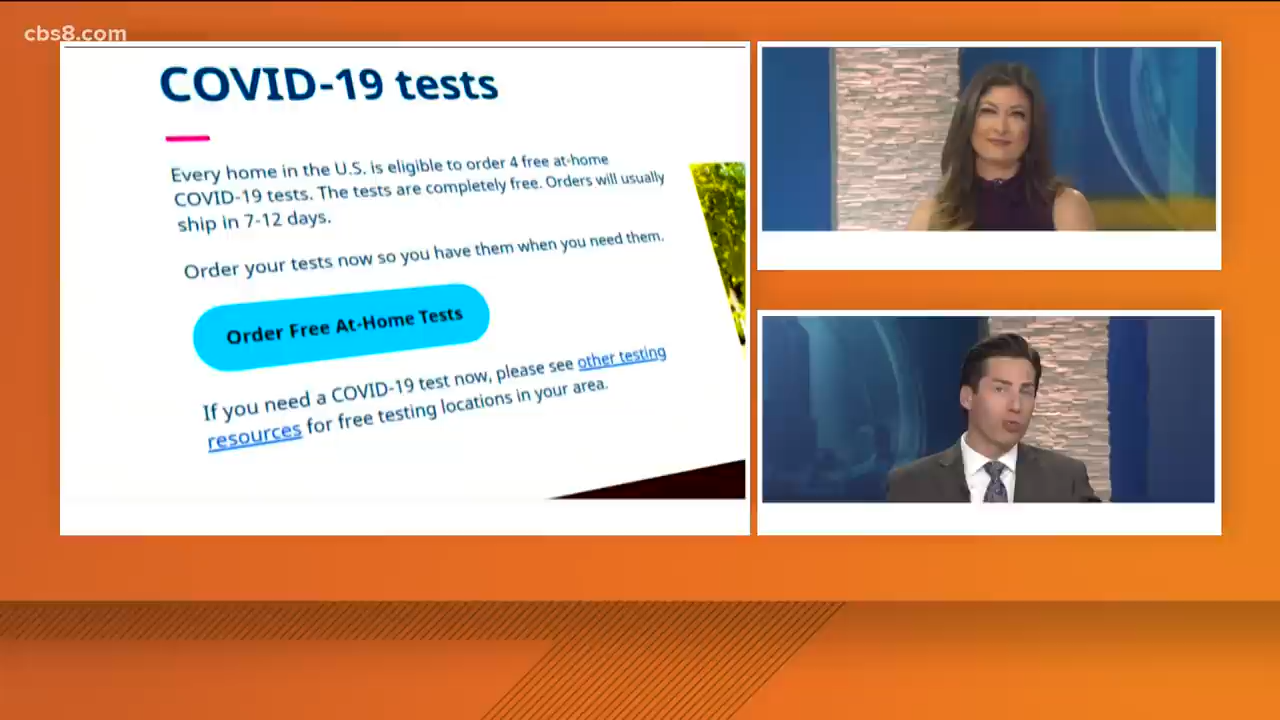 cbs8.com
COVID-19 tests
Every home in the U.S. is eligible to order 4 free at-home
COVID-19 tests. The tests are completely free. Orders will usually
ship in 7-12 days.
Order your tests now so you have them when you need them.
Order Free At-Home Tests
If you need a COVID-19 test now, please see other testing
resources for free testing locations in your area.